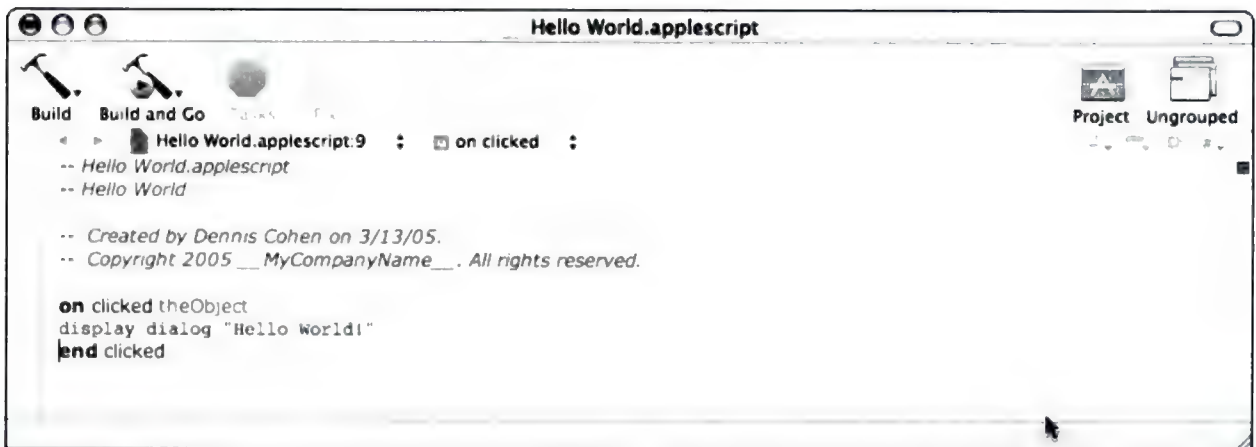 Hello World.applescript
Build Build and Go Tasks Fix Project Ungrouped
Hello World.applescript:9 on clicked
-- Hello World.applescript
-- Hello World
-- Created by Dennis Cohen on 3/13/05.
-- Copyright 2005 __MyCompanyName__. All rights reserved.
on clicked theObject
display dialog "Hello World!"
end clicked